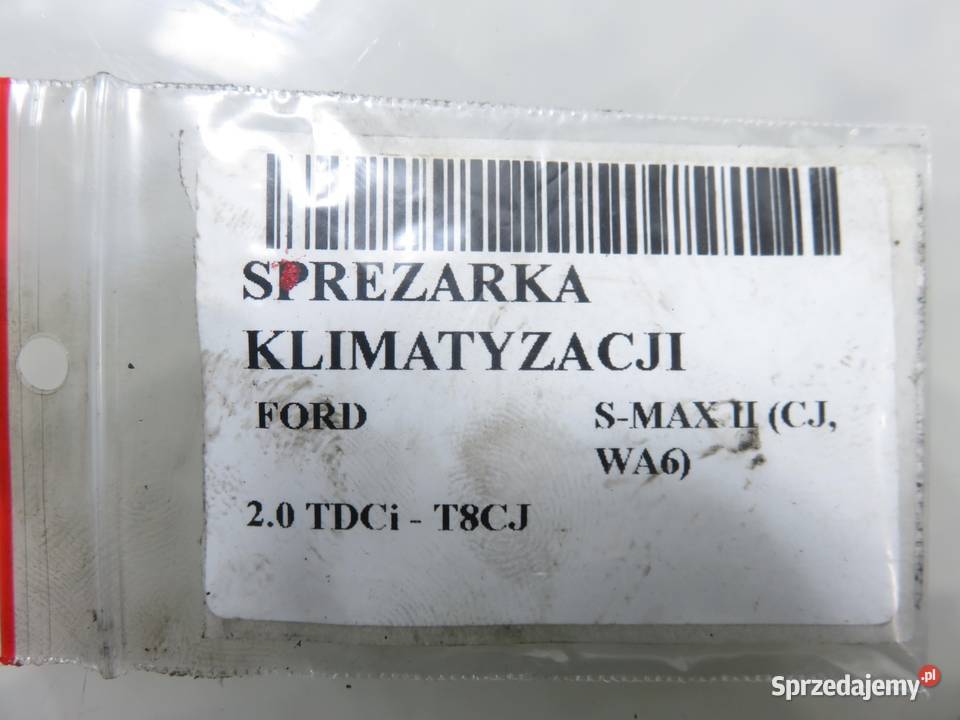 SPREZARKA
KLIMATYZACJI
FORD S-MAX II (CJ,
WA6)
2.0 TDCi - T8CJ
Sprzedajemy.pl